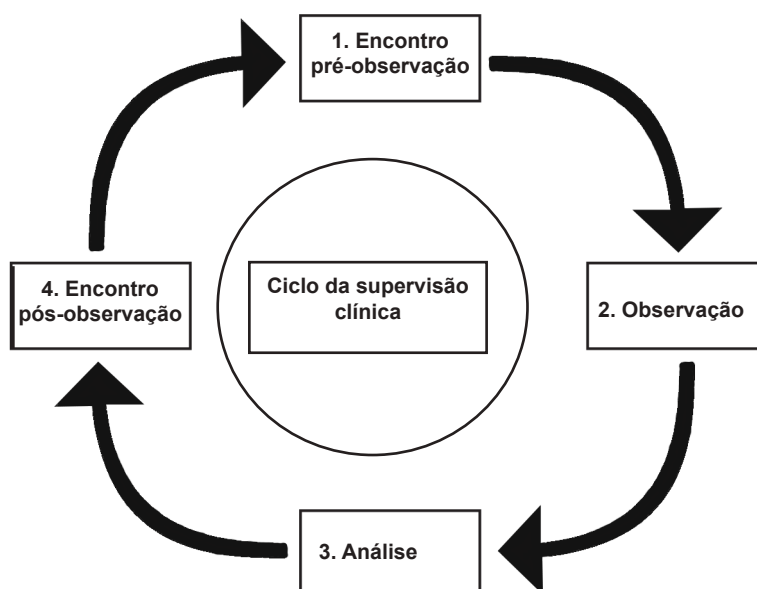 1. Encontro
pré-observação
2. Observação
3. Análise
4. Encontro
pós-observação
Ciclo da supervisão
clínica